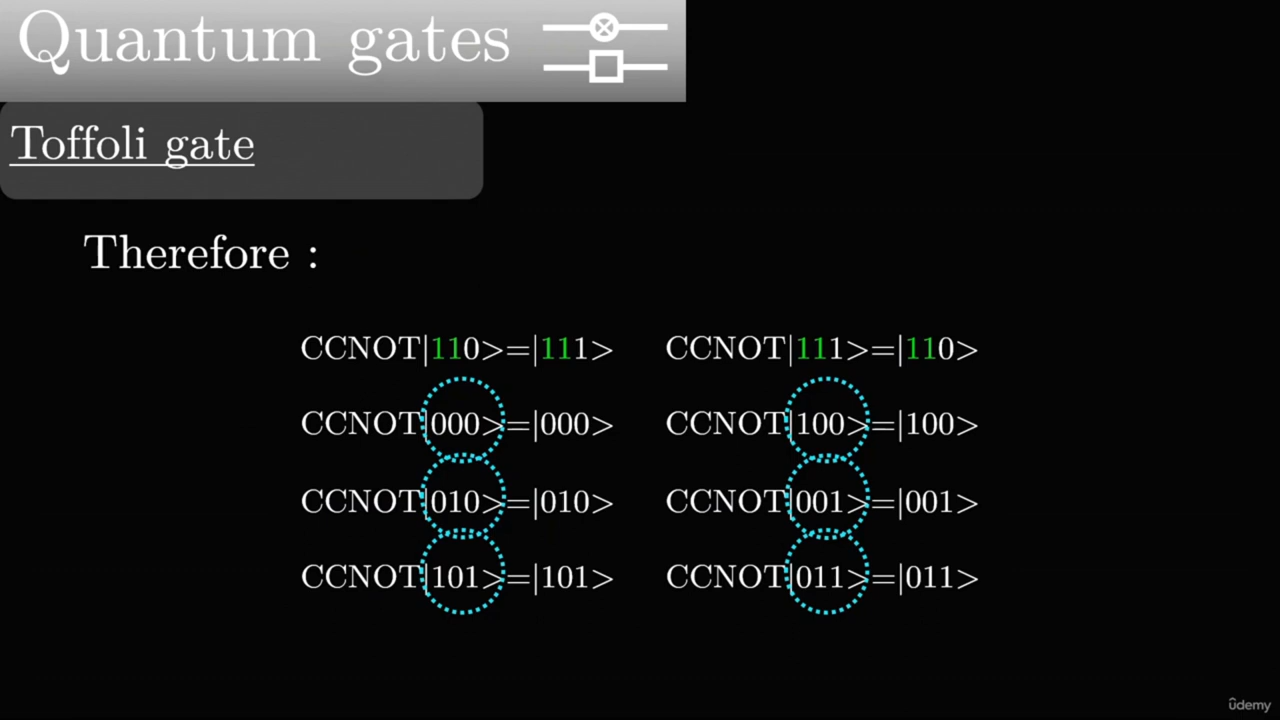 Quantum gates
Toffoli gate
Therefore :
CCNOT|110>=|111> CCNOT|111>=|110>
CCNOT|000>=|000> CCNOT|100>=|100>
CCNOT|010>=|010> CCNOT|001>=|001>
CCNOT|101>=|101> CCNOT|011>=|011>
ûdemy